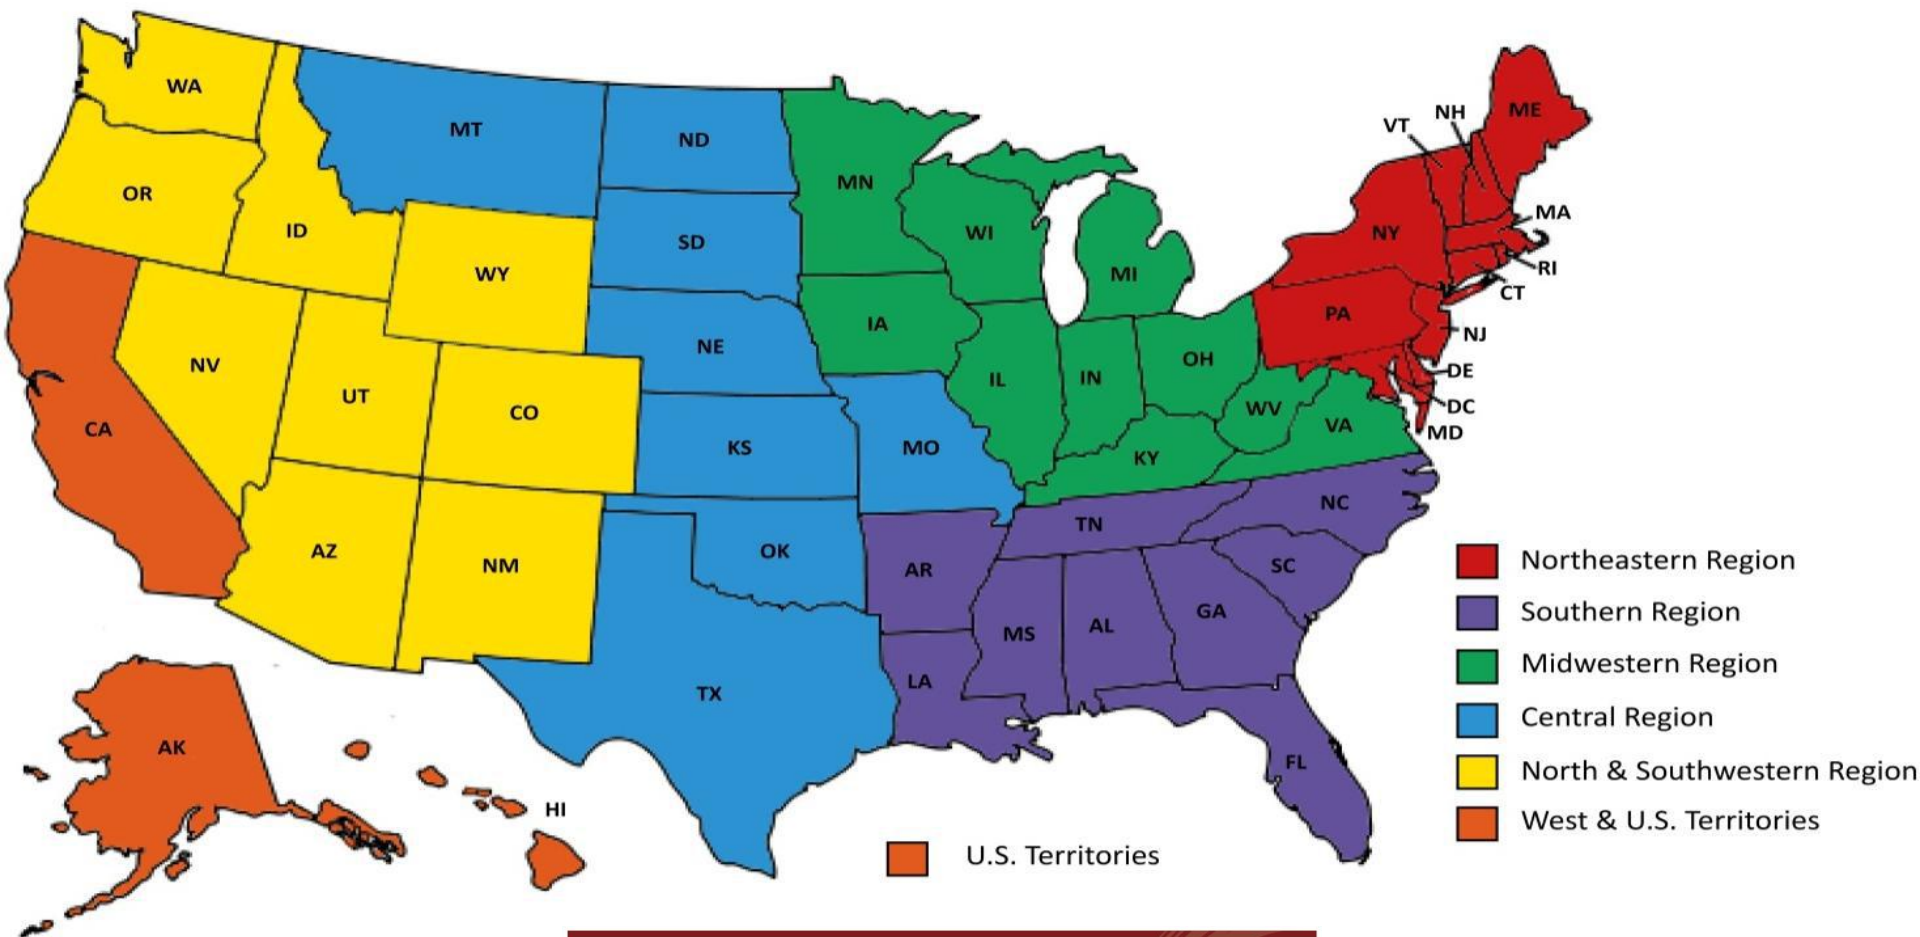 WA
MT
ND
MN
OR
ID
WY
SD
WI
MI
NY
VT
NH
ME
MA
RI
CT
NJ
PA
DE
DC
MD
NV
UT
CO
NE
IA
IL
IN
OH
WV
VA
KY
CA
KS
MO
AZ
NM
OK
AR
TN
NC
SC
TX
LA
MS
AL
GA
FL
AK
HI
Northeastern Region
Southern Region
Midwestern Region
Central Region
North & Southwestern Region
West & U.S. Territories
U.S. Territories